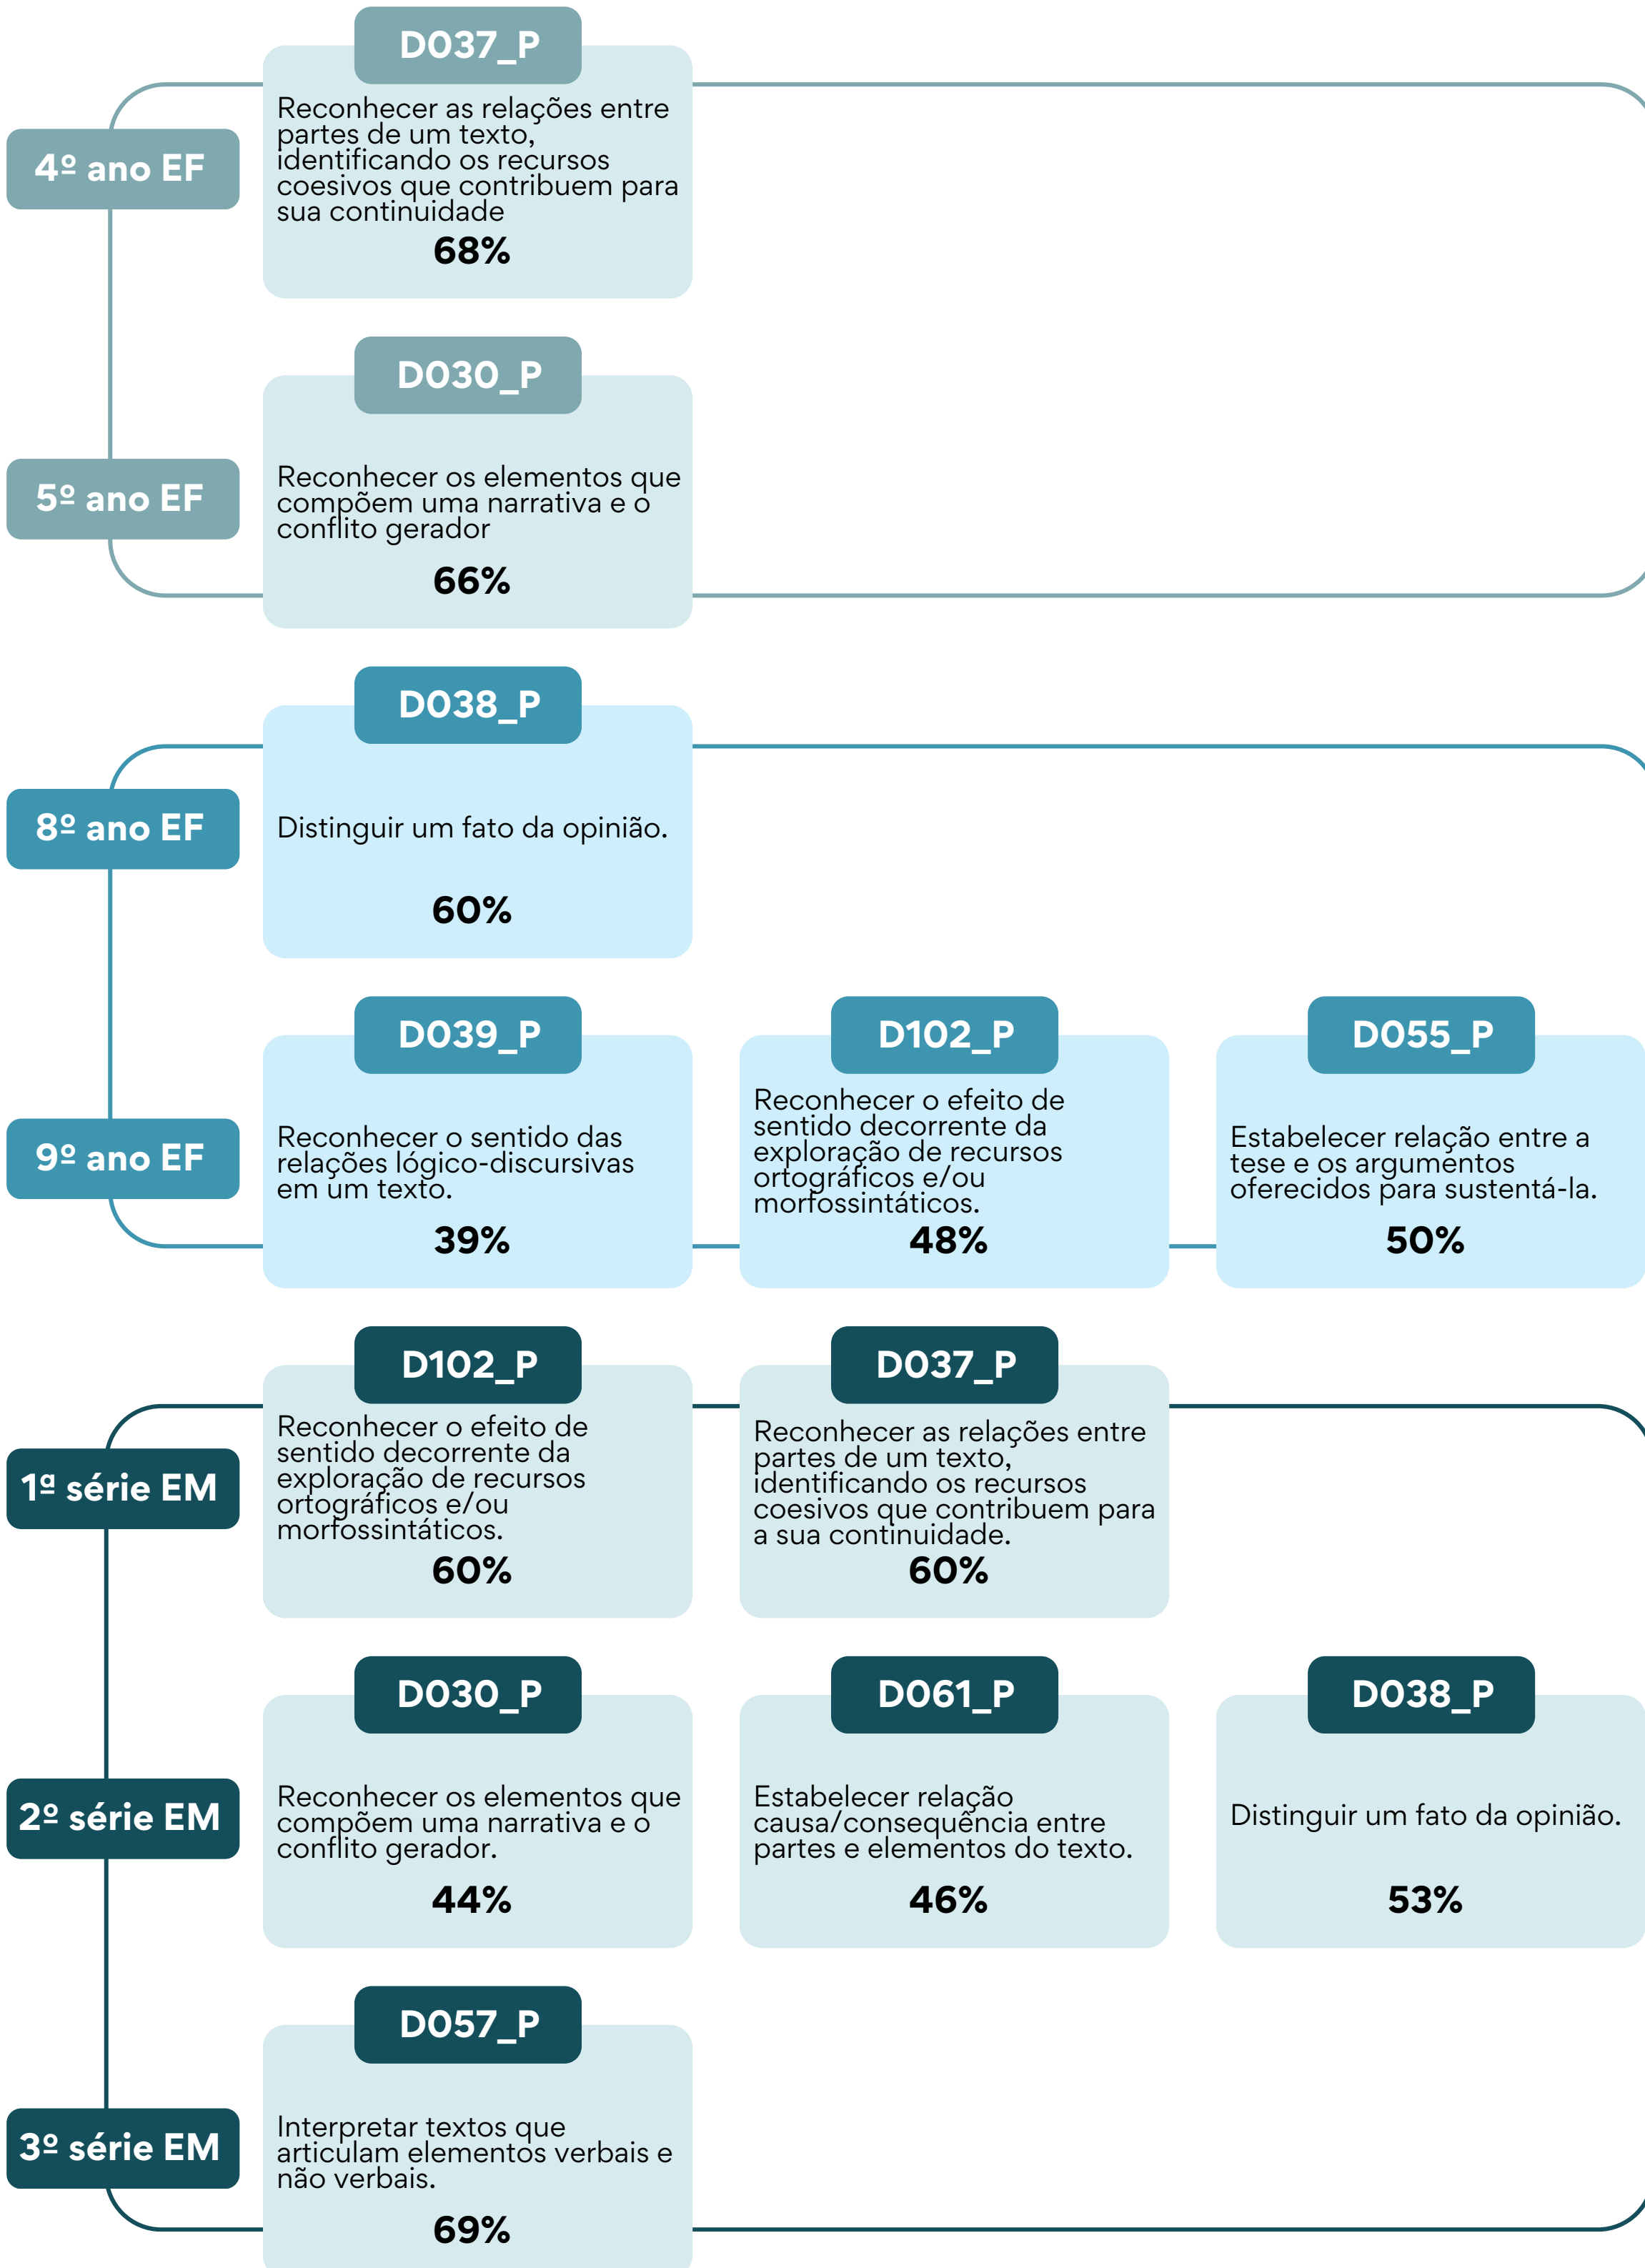 D037_P
4º ano EF
Reconhecer as relações entre
partes de um texto,
identificando os recursos
coesivos que contribuem para
sua continuidade
68%
D030_P
5º ano EF
Reconhecer os elementos que
compõem uma narrativa e o
conflito gerador
66%
D038_P
8º ano EF
Distinguir um fato da opinião.
60%
9º ano EF
D039_P
Reconhecer o sentido das
relações lógico-discursivas
em um texto.
39%
D102_P
Reconhecer o efeito de
sentido decorrente da
exploração de recursos
ortográficos e/ou
morfossintáticos.
48%
D055_P
Estabelecer relação entre a
tese e os argumentos
oferecidos para sustentá-la.
50%
1ª série EM
D102_P
Reconhecer o efeito de
sentido decorrente da
exploração de recursos
ortográficos e/ou
morfossintáticos.
60%
D037_P
Reconhecer as relações entre
partes de um texto,
identificando os recursos
coesivos que contribuem para
a sua continuidade.
60%
2º série EM
D030_P
Reconhecer os elementos que
compõem uma narrativa e o
conflito gerador.
44%
D061_P
Estabelecer relação
causa/consequência entre
partes e elementos do texto.
46%
D038_P
Distinguir um fato da opinião.
53%
3º série EM
D057_P
Interpretar textos que
articulam elementos verbais e
não verbais.
69%